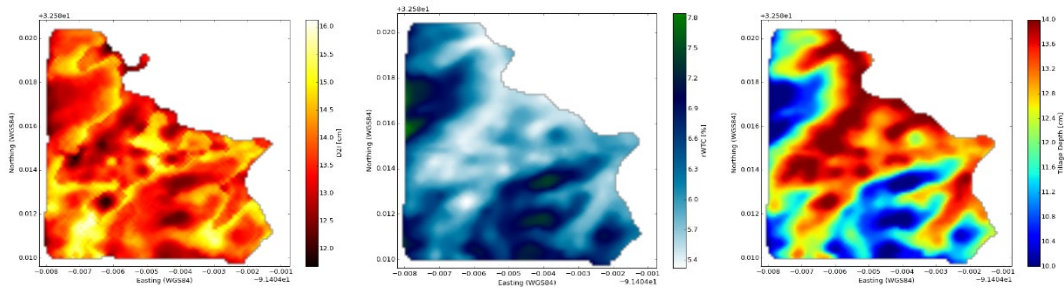 +3.258e1
0.020
0.018
0.016
0.014
0.012
0.010
Northing (WGS84)
−0.008 −0.007 −0.006 −0.005 −0.004 −0.003 −0.002 −0.001
Easting (WGS84)
−9.1404e1
16.0
15.5
15.0
14.5
14.0
13.5
13.0
12.5
12.0
D2I [cm]
+3.258e1
0.020
0.018
0.016
0.014
0.012
0.010
Northing (WGS84)
−0.008 −0.007 −0.006 −0.005 −0.004 −0.003 −0.002 −0.001
Easting (WGS84)
−9.1404e1
7.8
7.5
7.2
6.9
6.6
6.3
6.0
5.7
5.4
rWTC [%]
+3.258e1
0.020
0.018
0.016
0.014
0.012
0.010
Northing (WGS84)
−0.008 −0.007 −0.006 −0.005 −0.004 −0.003 −0.002 −0.001
Easting (WGS84)
−9.1404e1
14.0
13.6
13.2
12.8
12.4
12.0
11.6
11.2
10.8
10.4
10.0
Tillage Depth [cm]